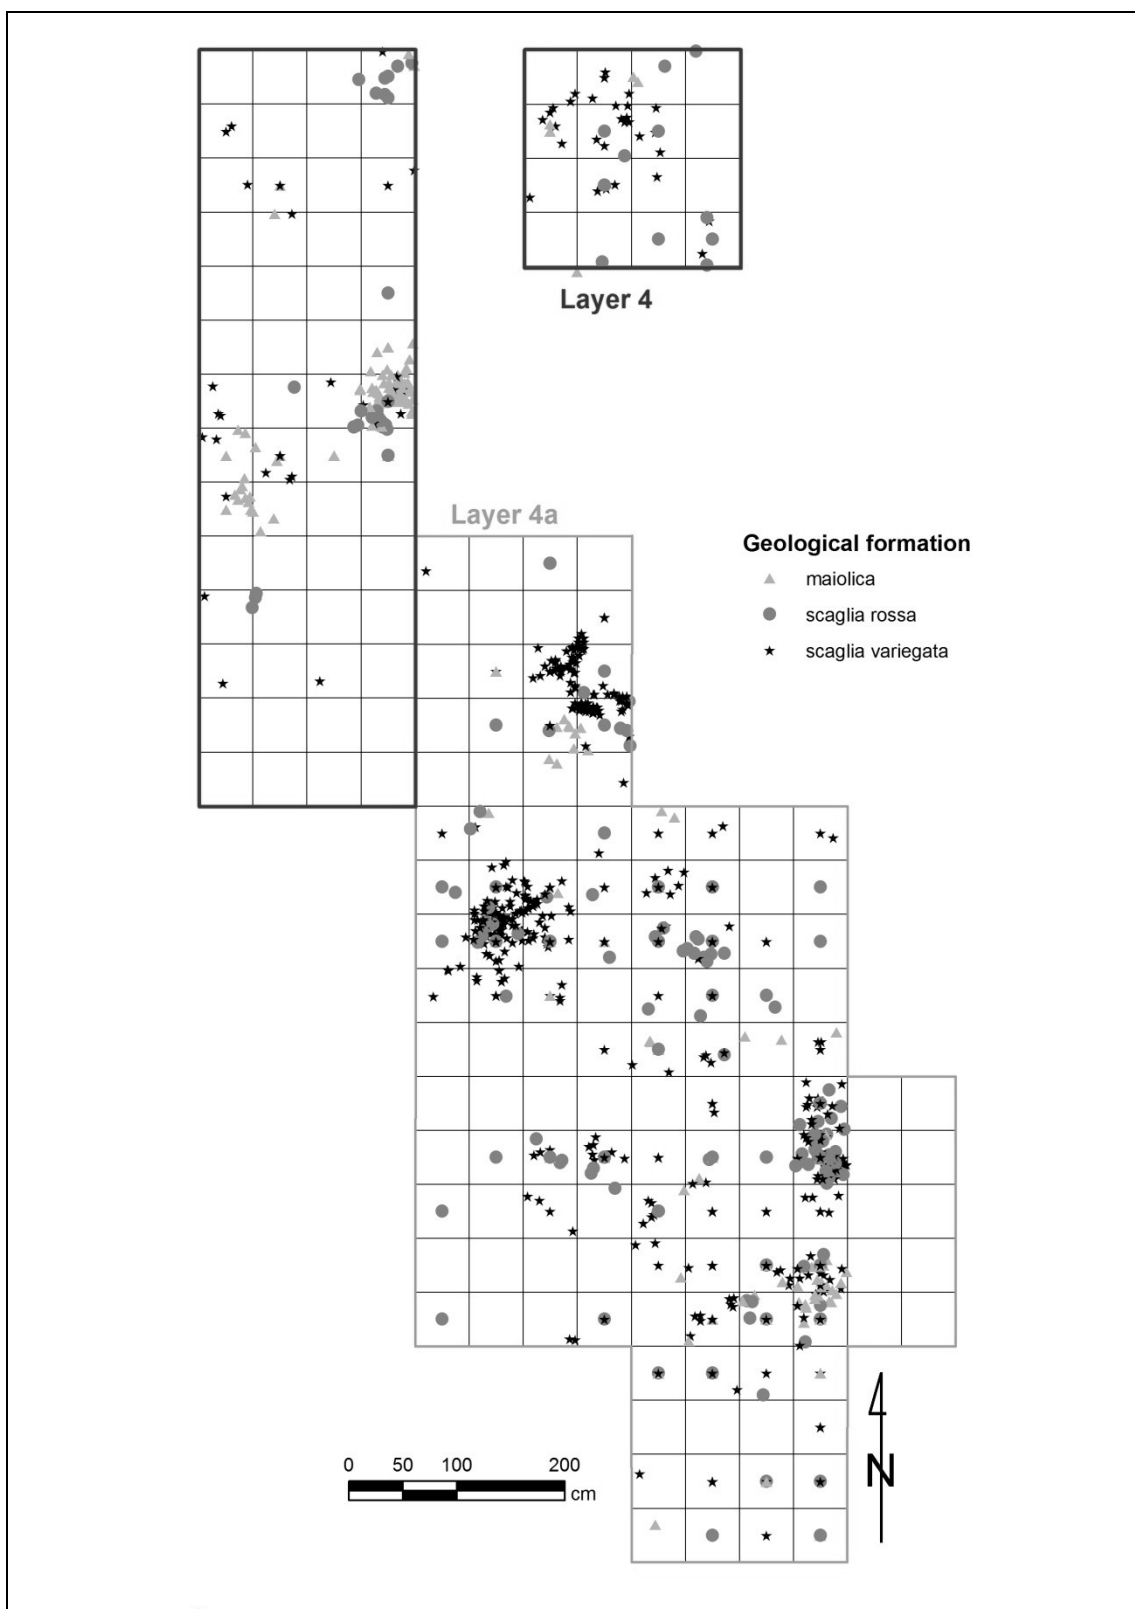 Layer 4
Layer 4a
Geological formation
maiolica
scaglia rossa
scaglia variegata
0 50 100 200
cm
N